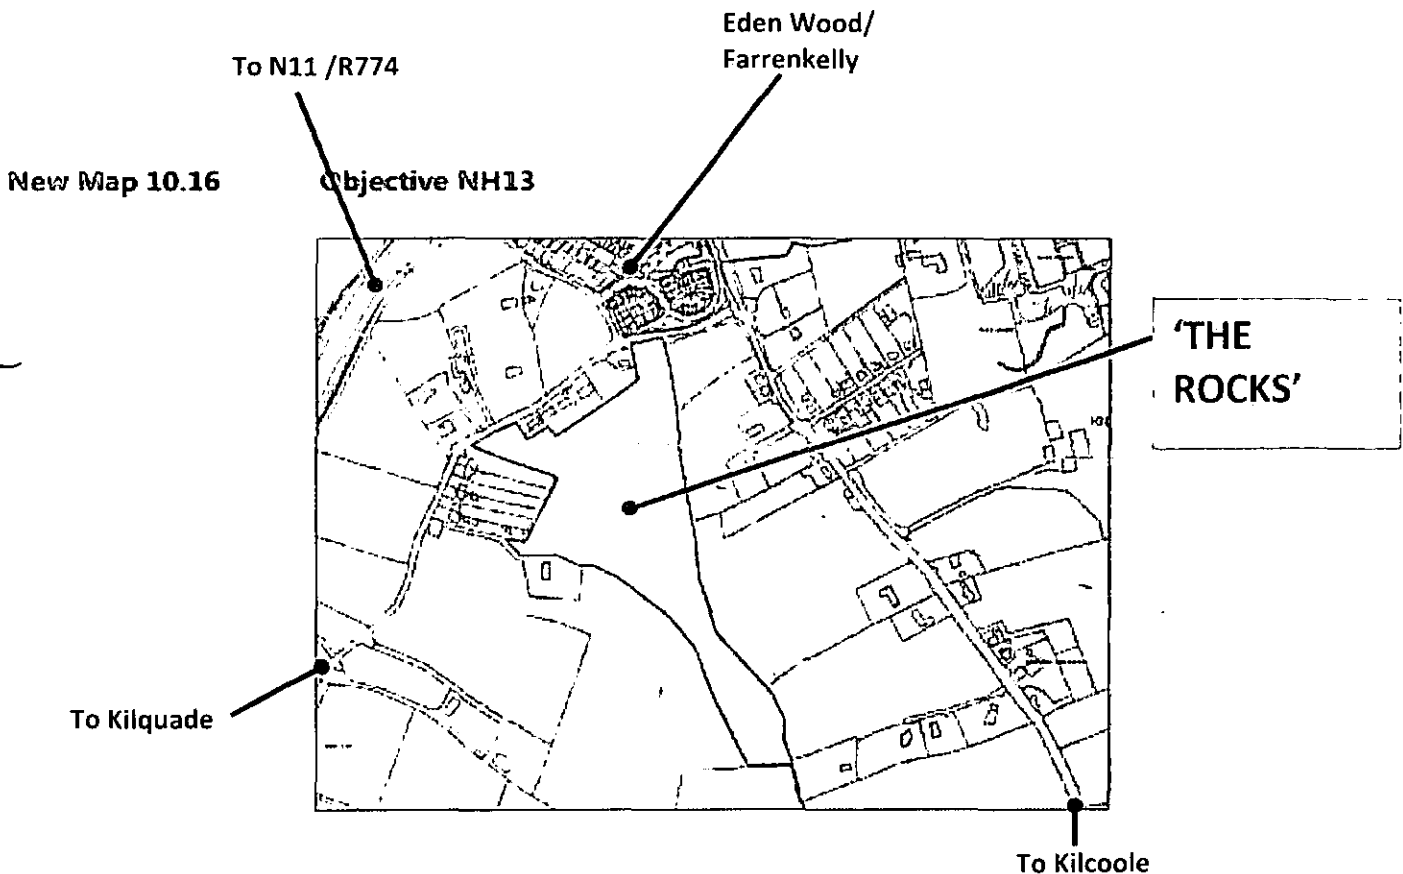 Eden Wood/
Farrenkelly
To N11 /R774
New Map 10.16 Objective NH13
‘THE
ROCKS’
To Kilquade
To Kilcoole